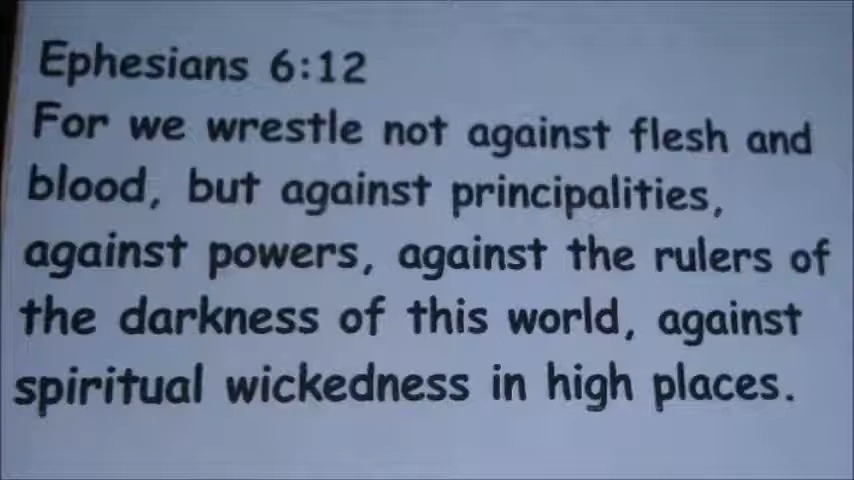 Ephesians 6:12
For we wrestle not against flesh and
blood, but against principalities,
against powers, against the rulers of
the darkness of this world, against
spiritual wickedness in high places.